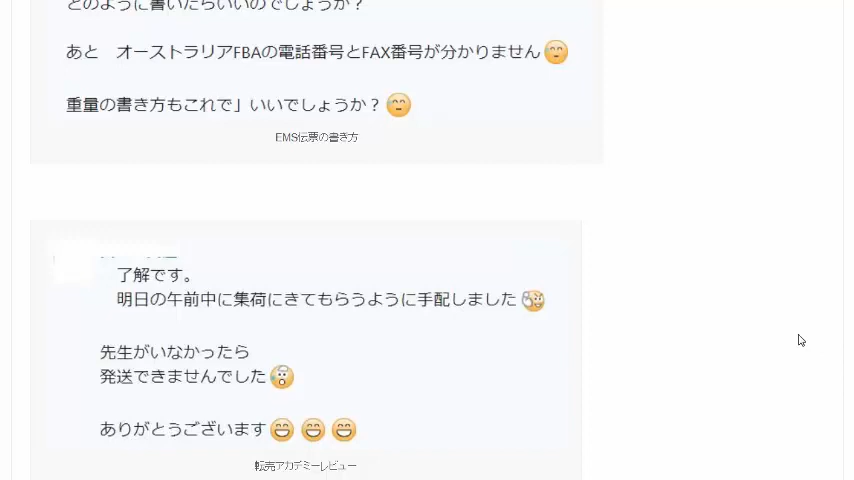 どのように書いたらいいのでしょうか？
あと　オーストラリアFBAの電話番号とFAX番号が分かりません
重量の書き方もこれで」いいでしょうか？
EMS伝票の書き方
了解です。
明日の午前中に集荷にきてもらうように手配しました
先生がいなかったら
発送できませんでした
ありがとうございます
転売アカデミーレビュー